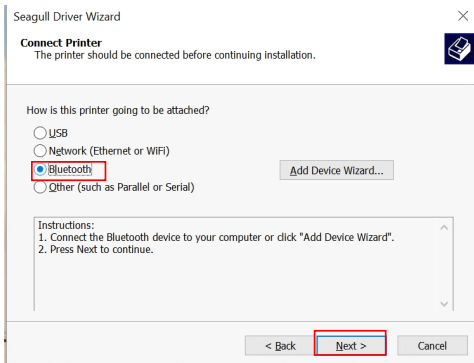 Seagull Driver Wizard
Connect Printer
The printer should be connected before continuing installation.
How is this printer going to be attached?
USB
Network (Ethernet or WiFi)
Bluetooth
Add Device Wizard...
Other (such as Parallel or Serial)
Instructions:
1. Connect the Bluetooth device to your computer or click "Add Device Wizard".
2. Press Next to continue.
< Back Next > Cancel